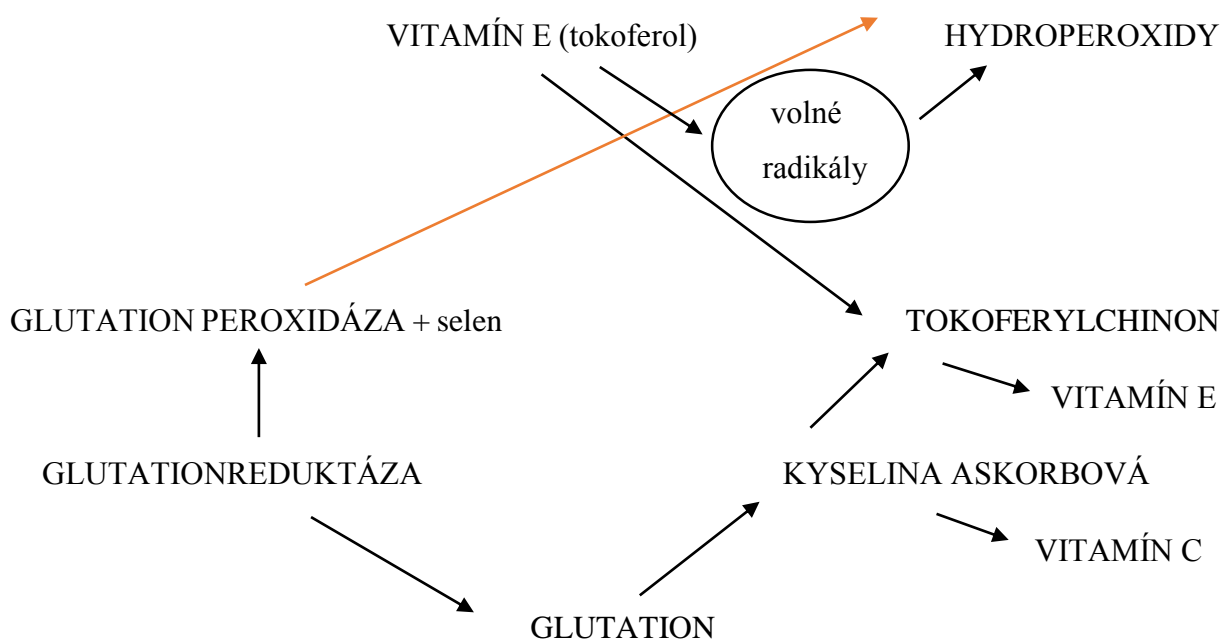 VITAMÍN E (tokoferol)
HYDROPEROXIDY
volné
radikály
GLUTATION PEROXIDÁZA + selen
TOKOFERYLCHINON
VITAMÍN E
GLUTATIONREDUKTÁZA
KYSELINA ASKORBOVÁ
VITAMÍN C
GLUTATION